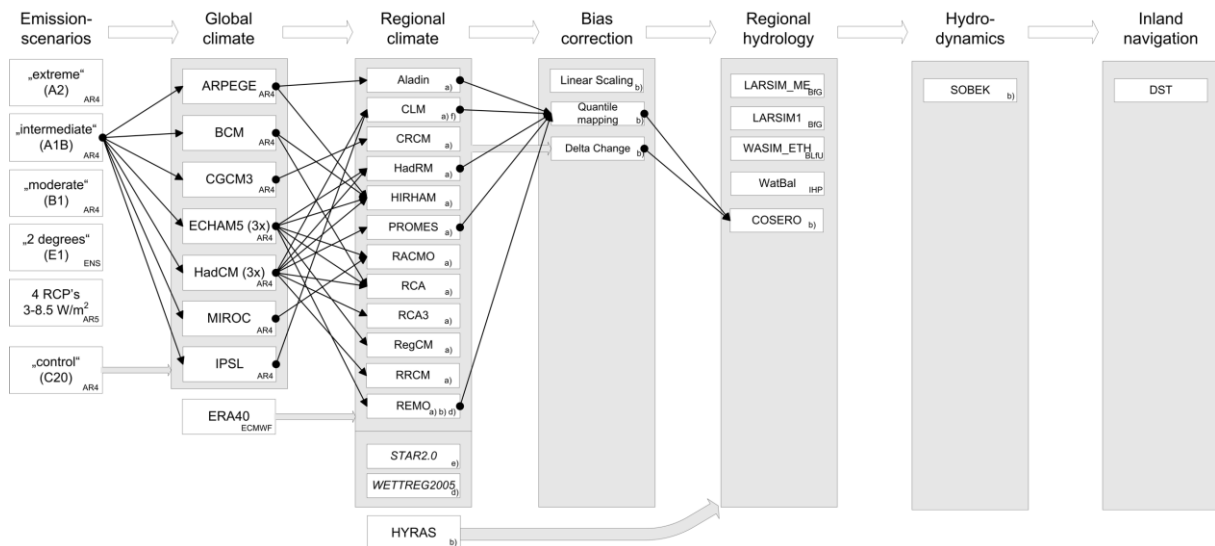 Emission-
scenarios
Global
climate
Regional
climate
Bias
correction
Regional
hydrology
Hydro-
dynamics
Inland
navigation
„extreme“
(A2)
AR4
„intermediate“
(A1B)
AR4
„moderate“
(B1)
AR4
„2 degrees“
(E1)
ENS
4 RCP's
3-8.5 W/m²
AR5
„control“
(C20)
AR4
ARPEGE
AR4
BCM
AR4
CGCM3
AR4
ECHAM5 (3x)
AR4
HadCM (3x)
AR4
MIROC
AR4
IPSL
AR4
ERA40
ECMWF
Aladin
a)
CLM
a) f)
CRCM
a)
HadRM
a)
HIRHAM
a)
PROMES
a)
RACMO
a)
RCA
a)
RCA3
a)
RegCM
a)
RRCM
a)
REMO
a) b) d)
STAR2.0
e)
WETTREG2005
d)
HYRAS
b)
Linear Scaling
b)
Quantile
mapping
b)
Delta Change
b)
LARSIM_ME
BfG
LARSIM1
BfG
WASIM_ETH
BLfU
WatBal
IHP
COSERO
b)
SOBEK
b)
DST